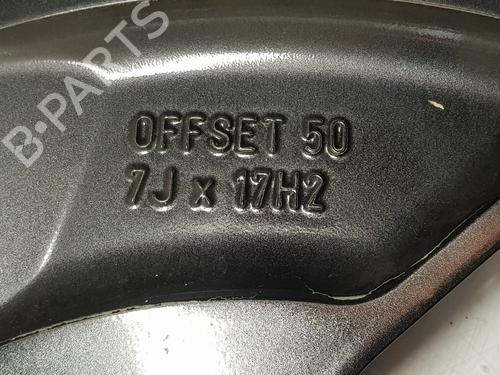 B-PARTS
OFFSET 50
7J x 17H2